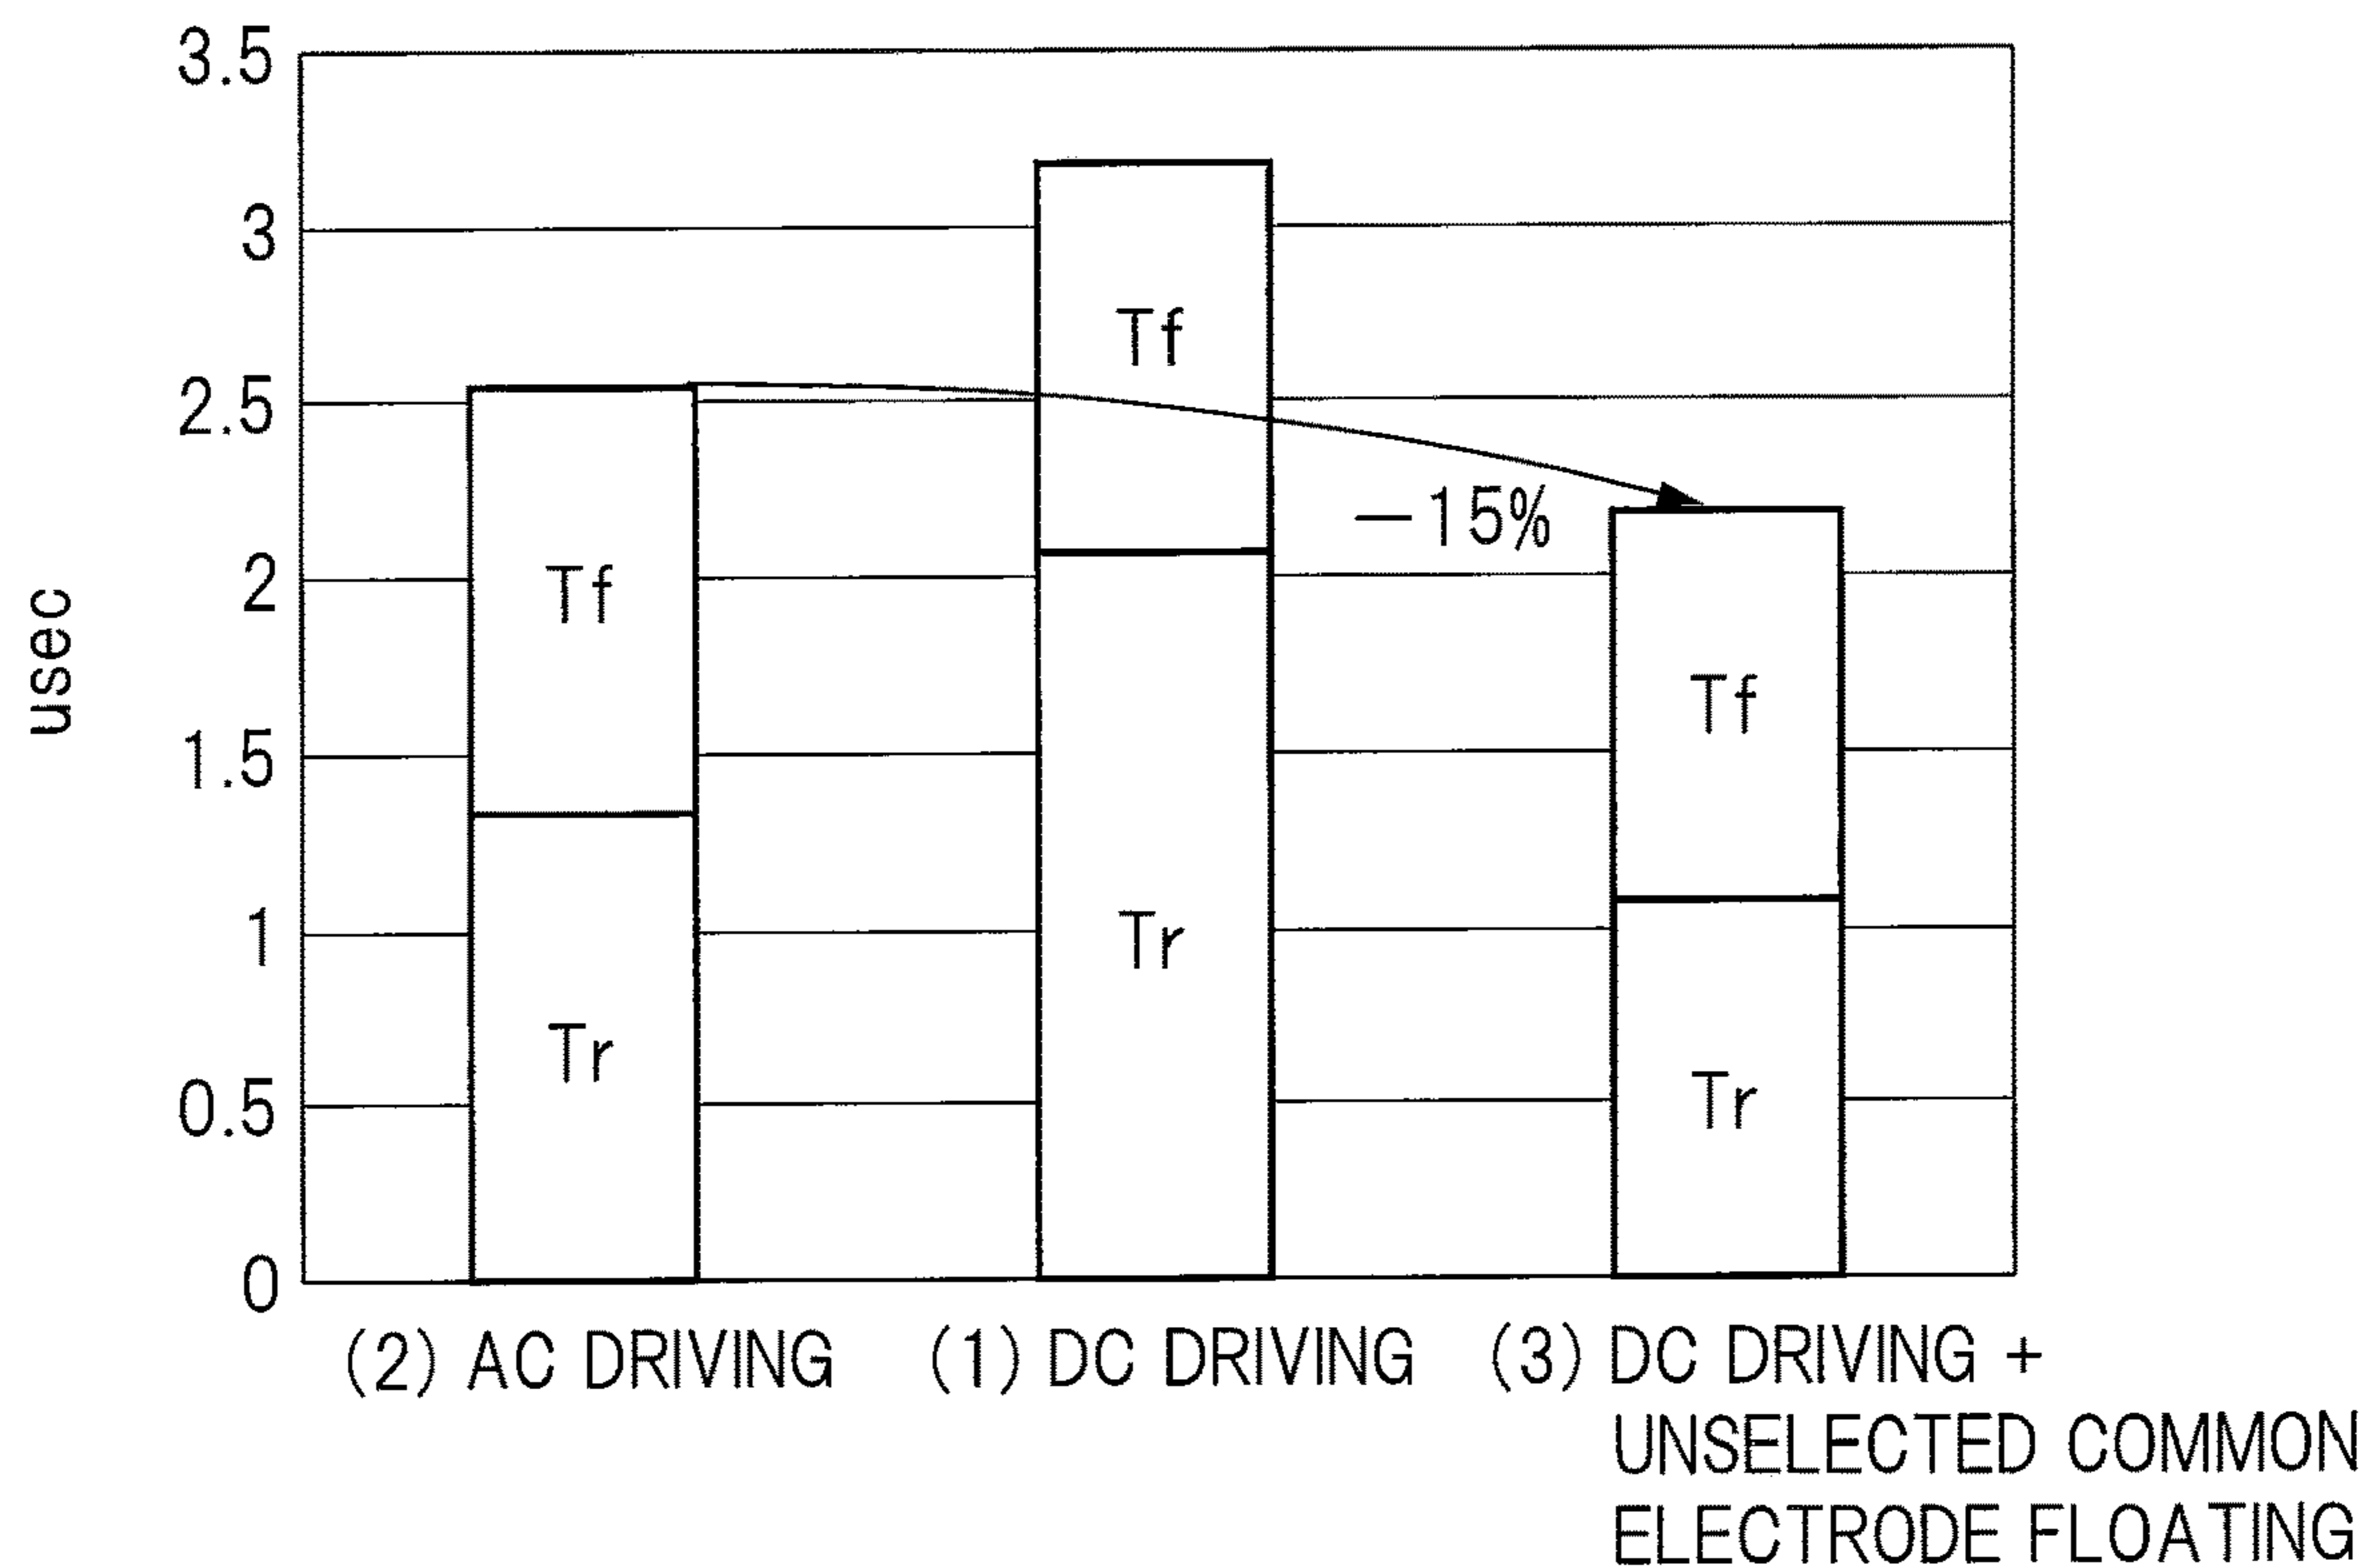 3.5
3
2.5
2
1.5
1
0.5
0
usec
Tf
Tr
Tf
Tr
-15%
Tf
Tr
(2) AC DRIVING
(1) DC DRIVING
(3) DC DRIVING +
UNSELECTED COMMON
ELECTRODE FLOATING